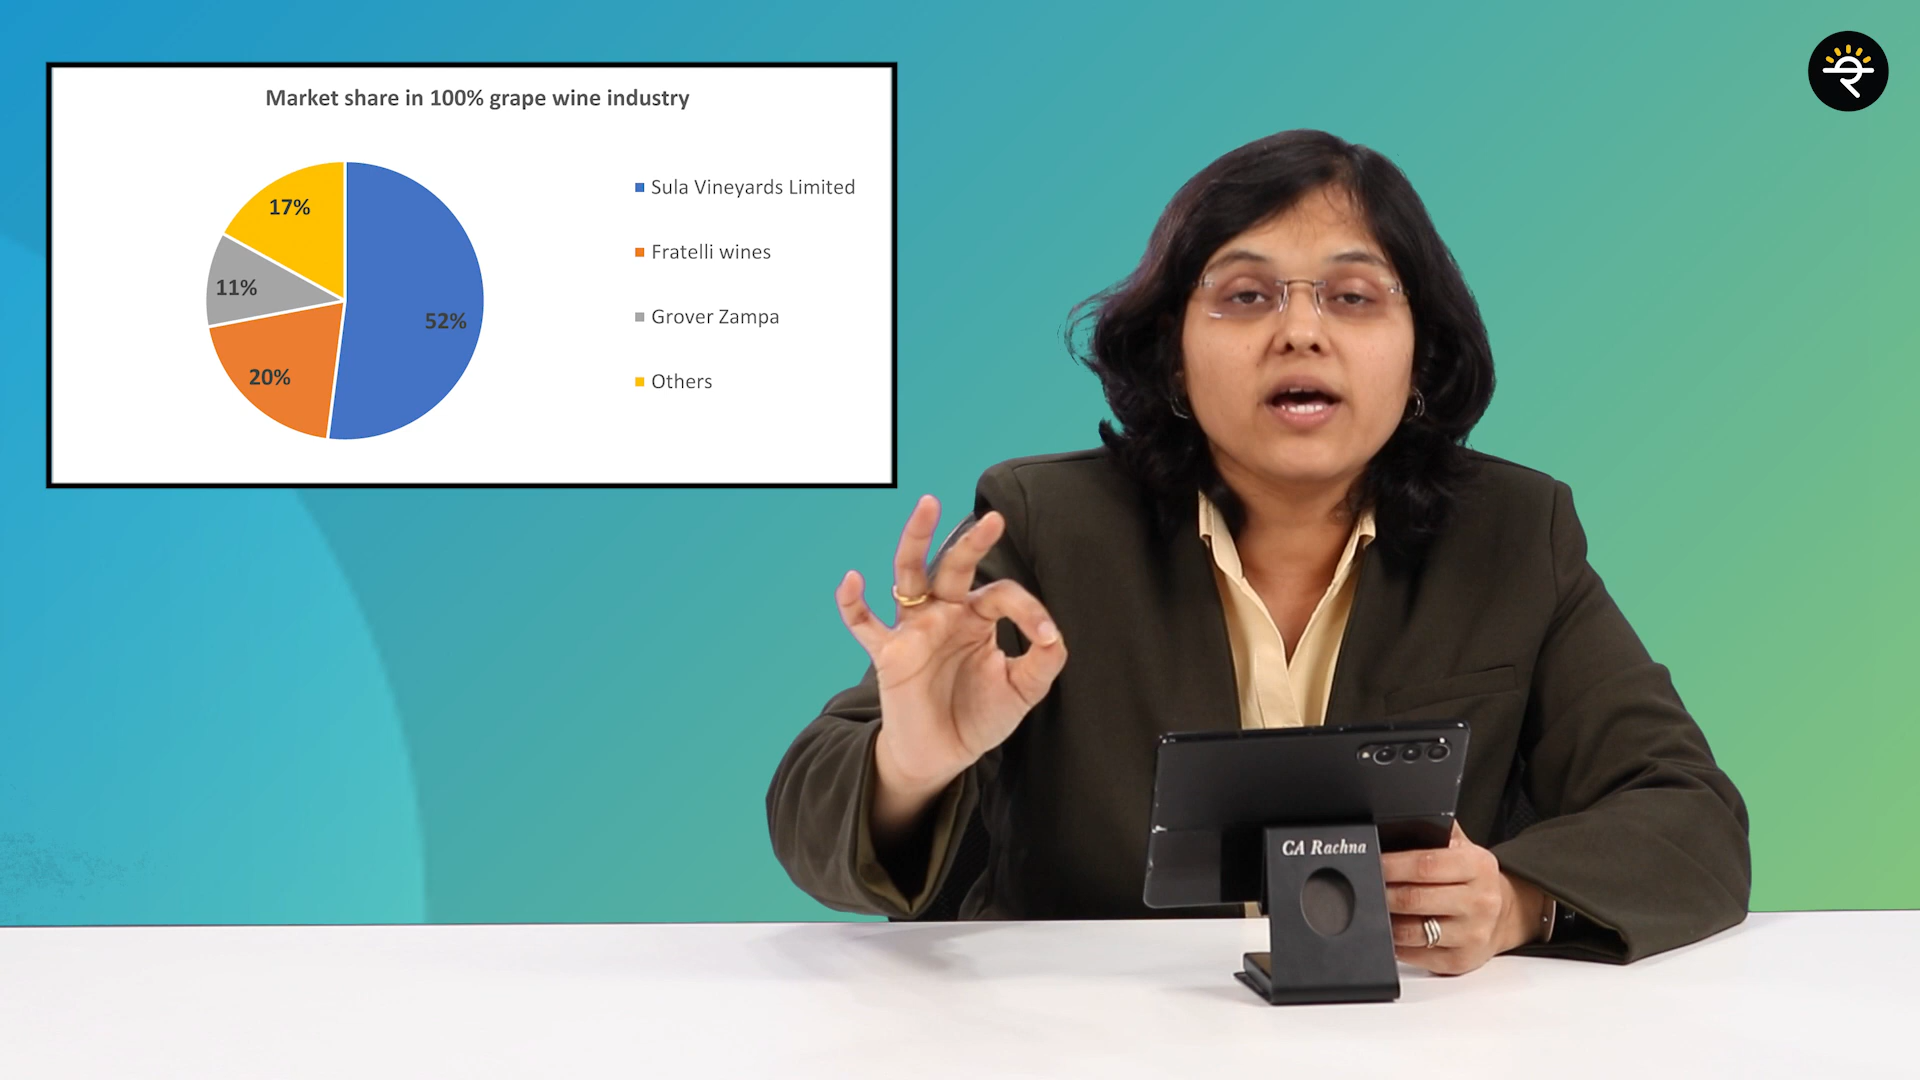 Market share in 100% grape wine industry
17%
11%
52%
20%
Sula Vineyards Limited
Fratelli wines
Grover Zampa
Others
CA Rachna